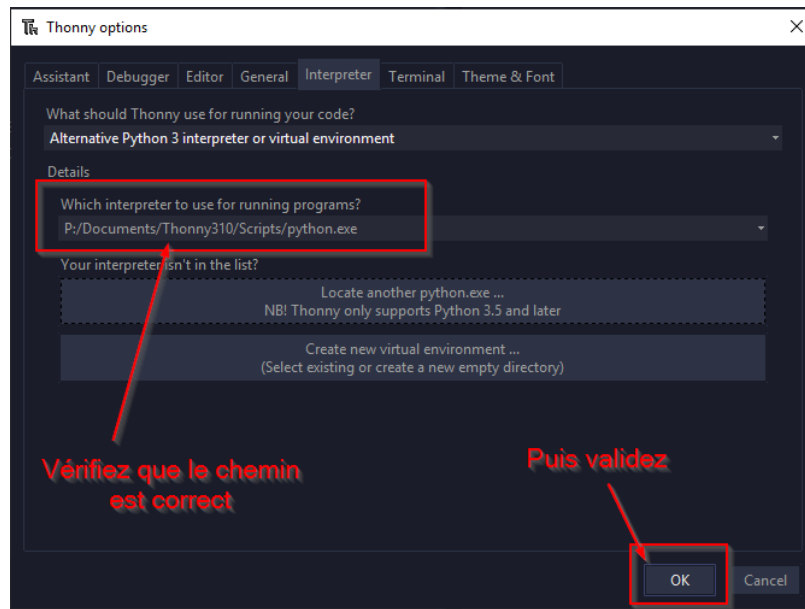 Thonny options
Assistant Debugger Editor General Interpreter Terminal Theme & Font
What should Thonny use for running your code?
Alternative Python 3 interpreter or virtual environment
Details
Which interpreter to use for running programs?
P:/Documents/Thonny310/Scripts/python.exe
Your interpreter isn't in the list?
Locate another python.exe ...
NB! Thonny only supports Python 3.5 and later
Create new virtual environment ...
(Select existing or create a new empty directory)
Vérifiez que le chemin
est correct
Puis validez
OK Cancel